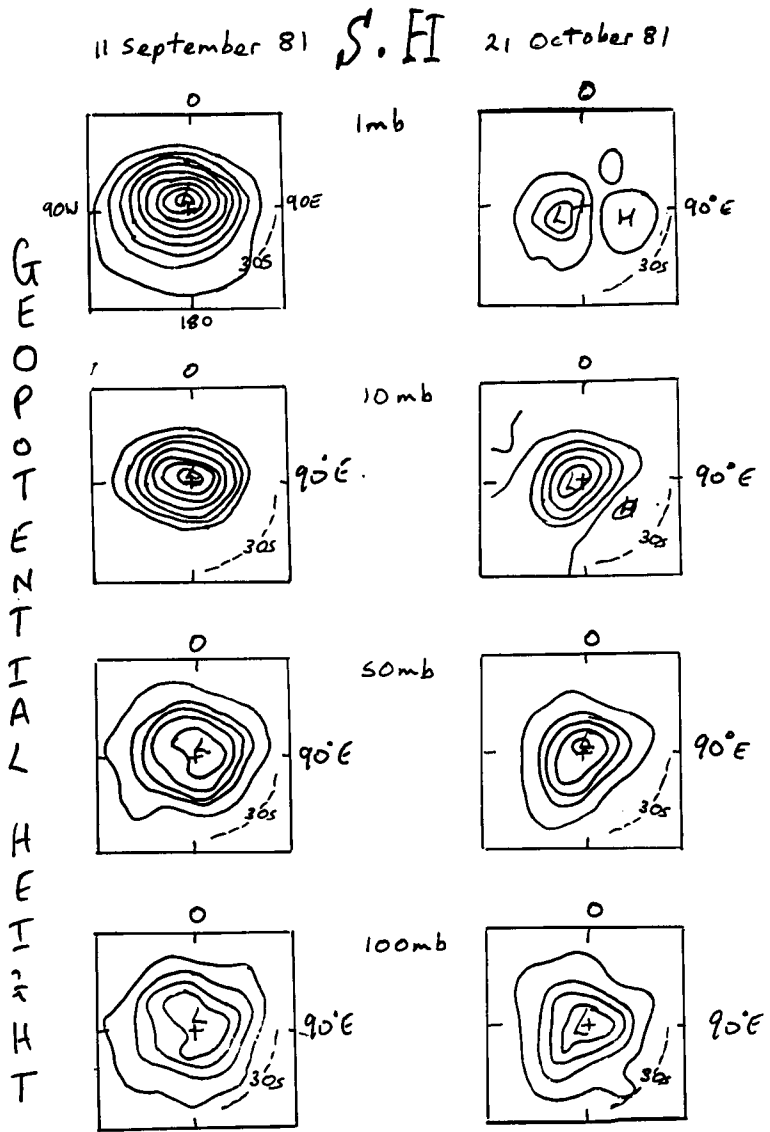 11 September 81 S.H 21 October 81
0 1mb 0
90W 90E 90°E
L L H
30S 30S
180
0 10mb 0
90°E 90°E
L L H
30S 30S
0 50mb 0
90°E 90°E
L L
30S 30S
0 100mb 0
90°E 90°E
L L
30S 30S
GEOPOTENTIAL HEIGHT